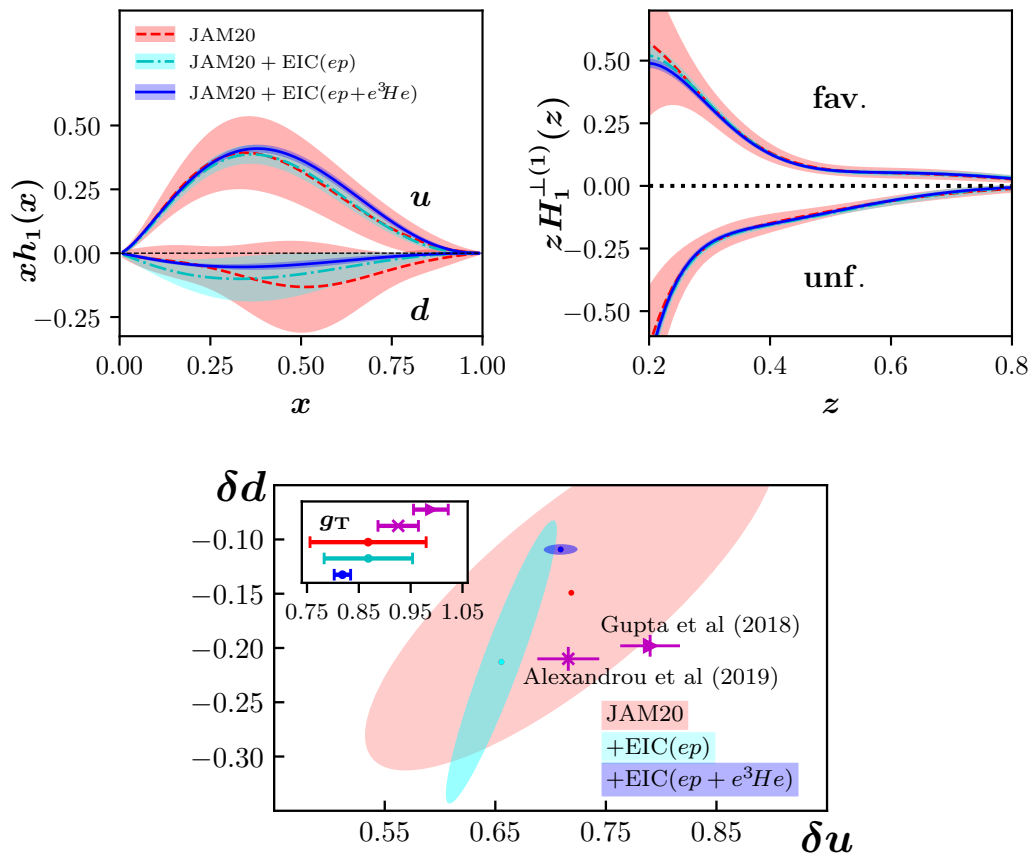 JAM20
JAM20 + EIC(ep)
JAM20 + EIC(ep+e³He)
xh₁(x)
0.50
0.25
0.00
−0.25
u
d
0.00 0.25 0.50 0.75 1.00
x
zH₁^⊥(1)(z)
0.50
0.25
0.00
−0.25
−0.50
fav.
unf.
0.2 0.4 0.6 0.8
z
δd
−0.10
−0.15
−0.20
−0.25
−0.30
g_T
0.75 0.85 0.95 1.05
Gupta et al (2018)
Alexandrou et al (2019)
JAM20
+EIC(ep)
+EIC(ep + e³He)
0.55 0.65 0.75 0.85
δu